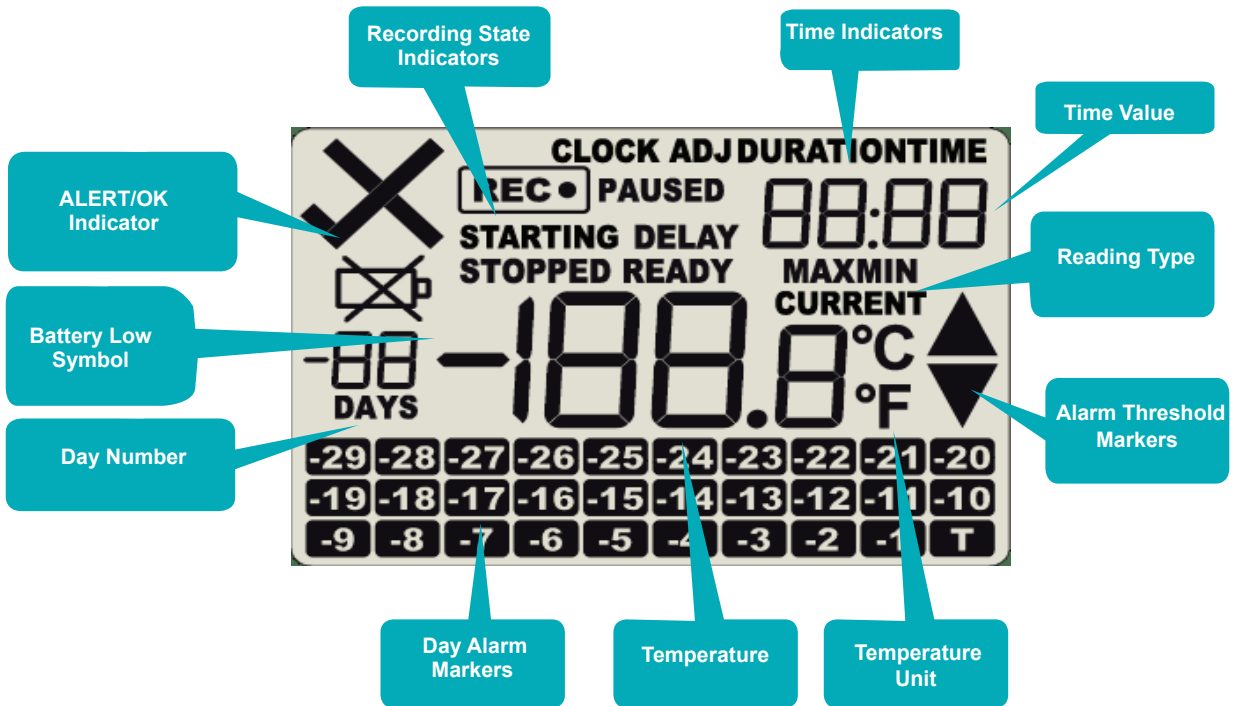 Recording State
Indicators
Time Indicators
Time Value
ALERT/OK
Indicator
CLOCK ADJ DURATION TIME
REC ● PAUSED
88:88
STARTING DELAY
STOPPED READY
MAX MIN
CURRENT
Reading Type
Battery Low
Symbol
-88
DAYS
-188.8
°C
°F
Alarm Threshold
Markers
Day Number
-29 -28 -27 -26 -25 -24 -23 -22 -21 -20
-19 -18 -17 -16 -15 -14 -13 -12 -11 -10
-9 -8 -7 -6 -5 -4 -3 -2 -1 T
Day Alarm
Markers
Temperature
Temperature
Unit